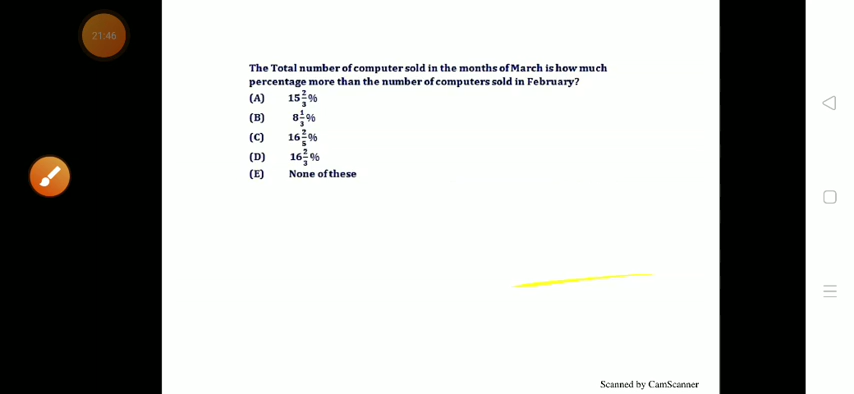 21:46
The Total number of computer sold in the months of March is how much
percentage more than the number of computers sold in February?
(A) 15 2/3 %
(B) 8 1/3 %
(C) 16 2/5 %
(D) 16 2/3 %
(E) None of these
Scanned by CamScanner